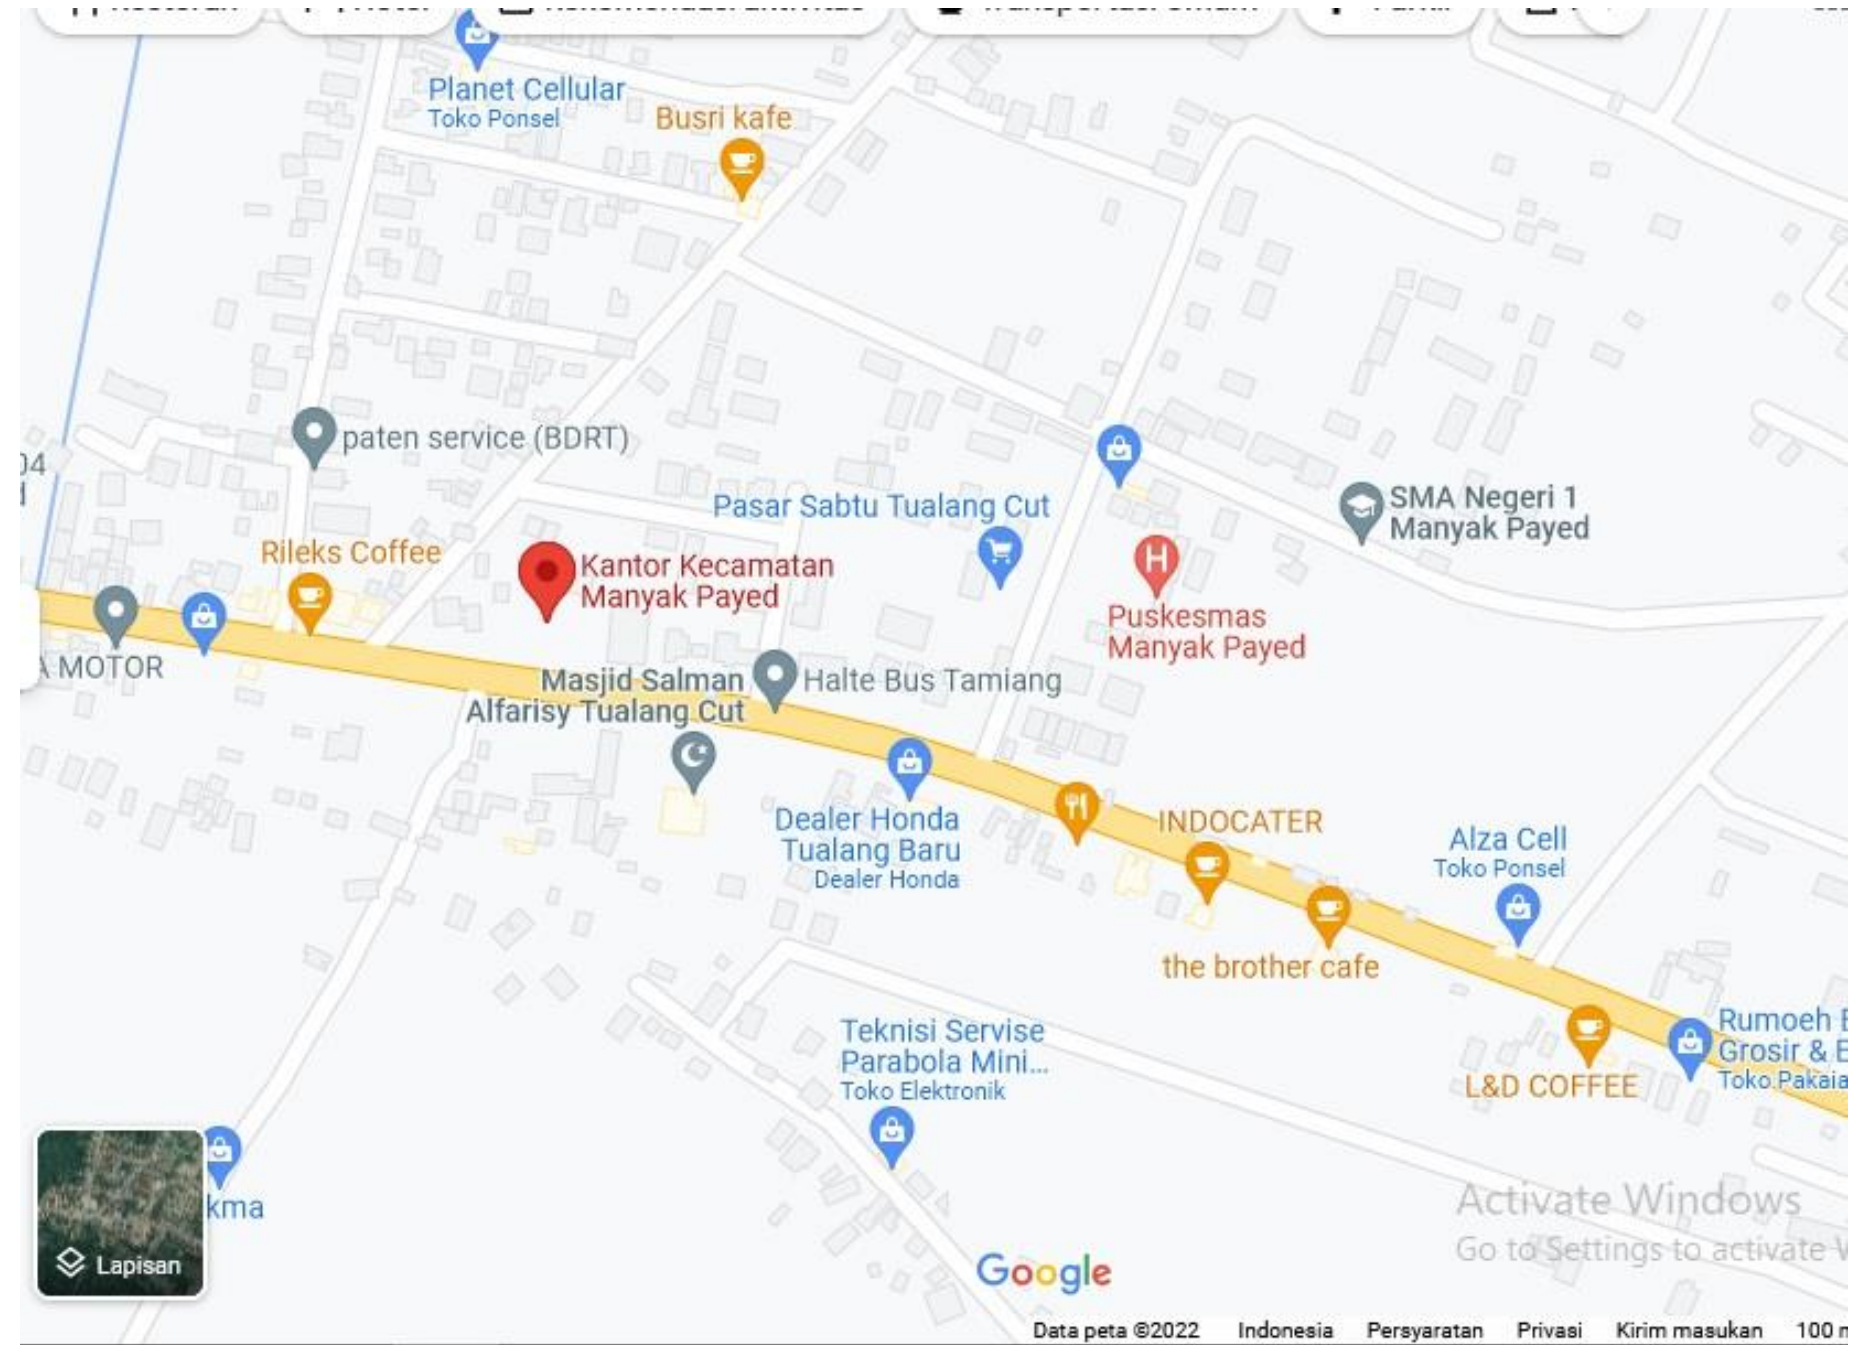 Planet Cellular
Toko Ponsel
Busri kafe
paten service (BDRT)
04
Pasar Sabtu Tualang Cut
SMA Negeri 1
Manyak Payed
Rileks Coffee
Kantor Kecamatan
Manyak Payed
Puskesmas
Manyak Payed
A MOTOR
Masjid Salman
Alfarisy Tualang Cut
Halte Bus Tamiang
Dealer Honda
Tualang Baru
Dealer Honda
INDOCATER
Alza Cell
Toko Ponsel
the brother cafe
Teknisi Servise
Parabola Mini...
Toko Elektronik
Rumoeh
Grosir &
Toko Pakaia
L&D COFFEE
kma
Lapisan
Activate Windows
Go to Settings to activate
Google
Data peta ©2022 Indonesia Persyaratan Privasi Kirim masukan 100